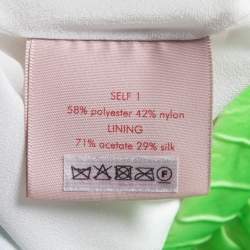 SELF 1
58% polyester 42% nylon
LINING
71% acetate 29% silk
F